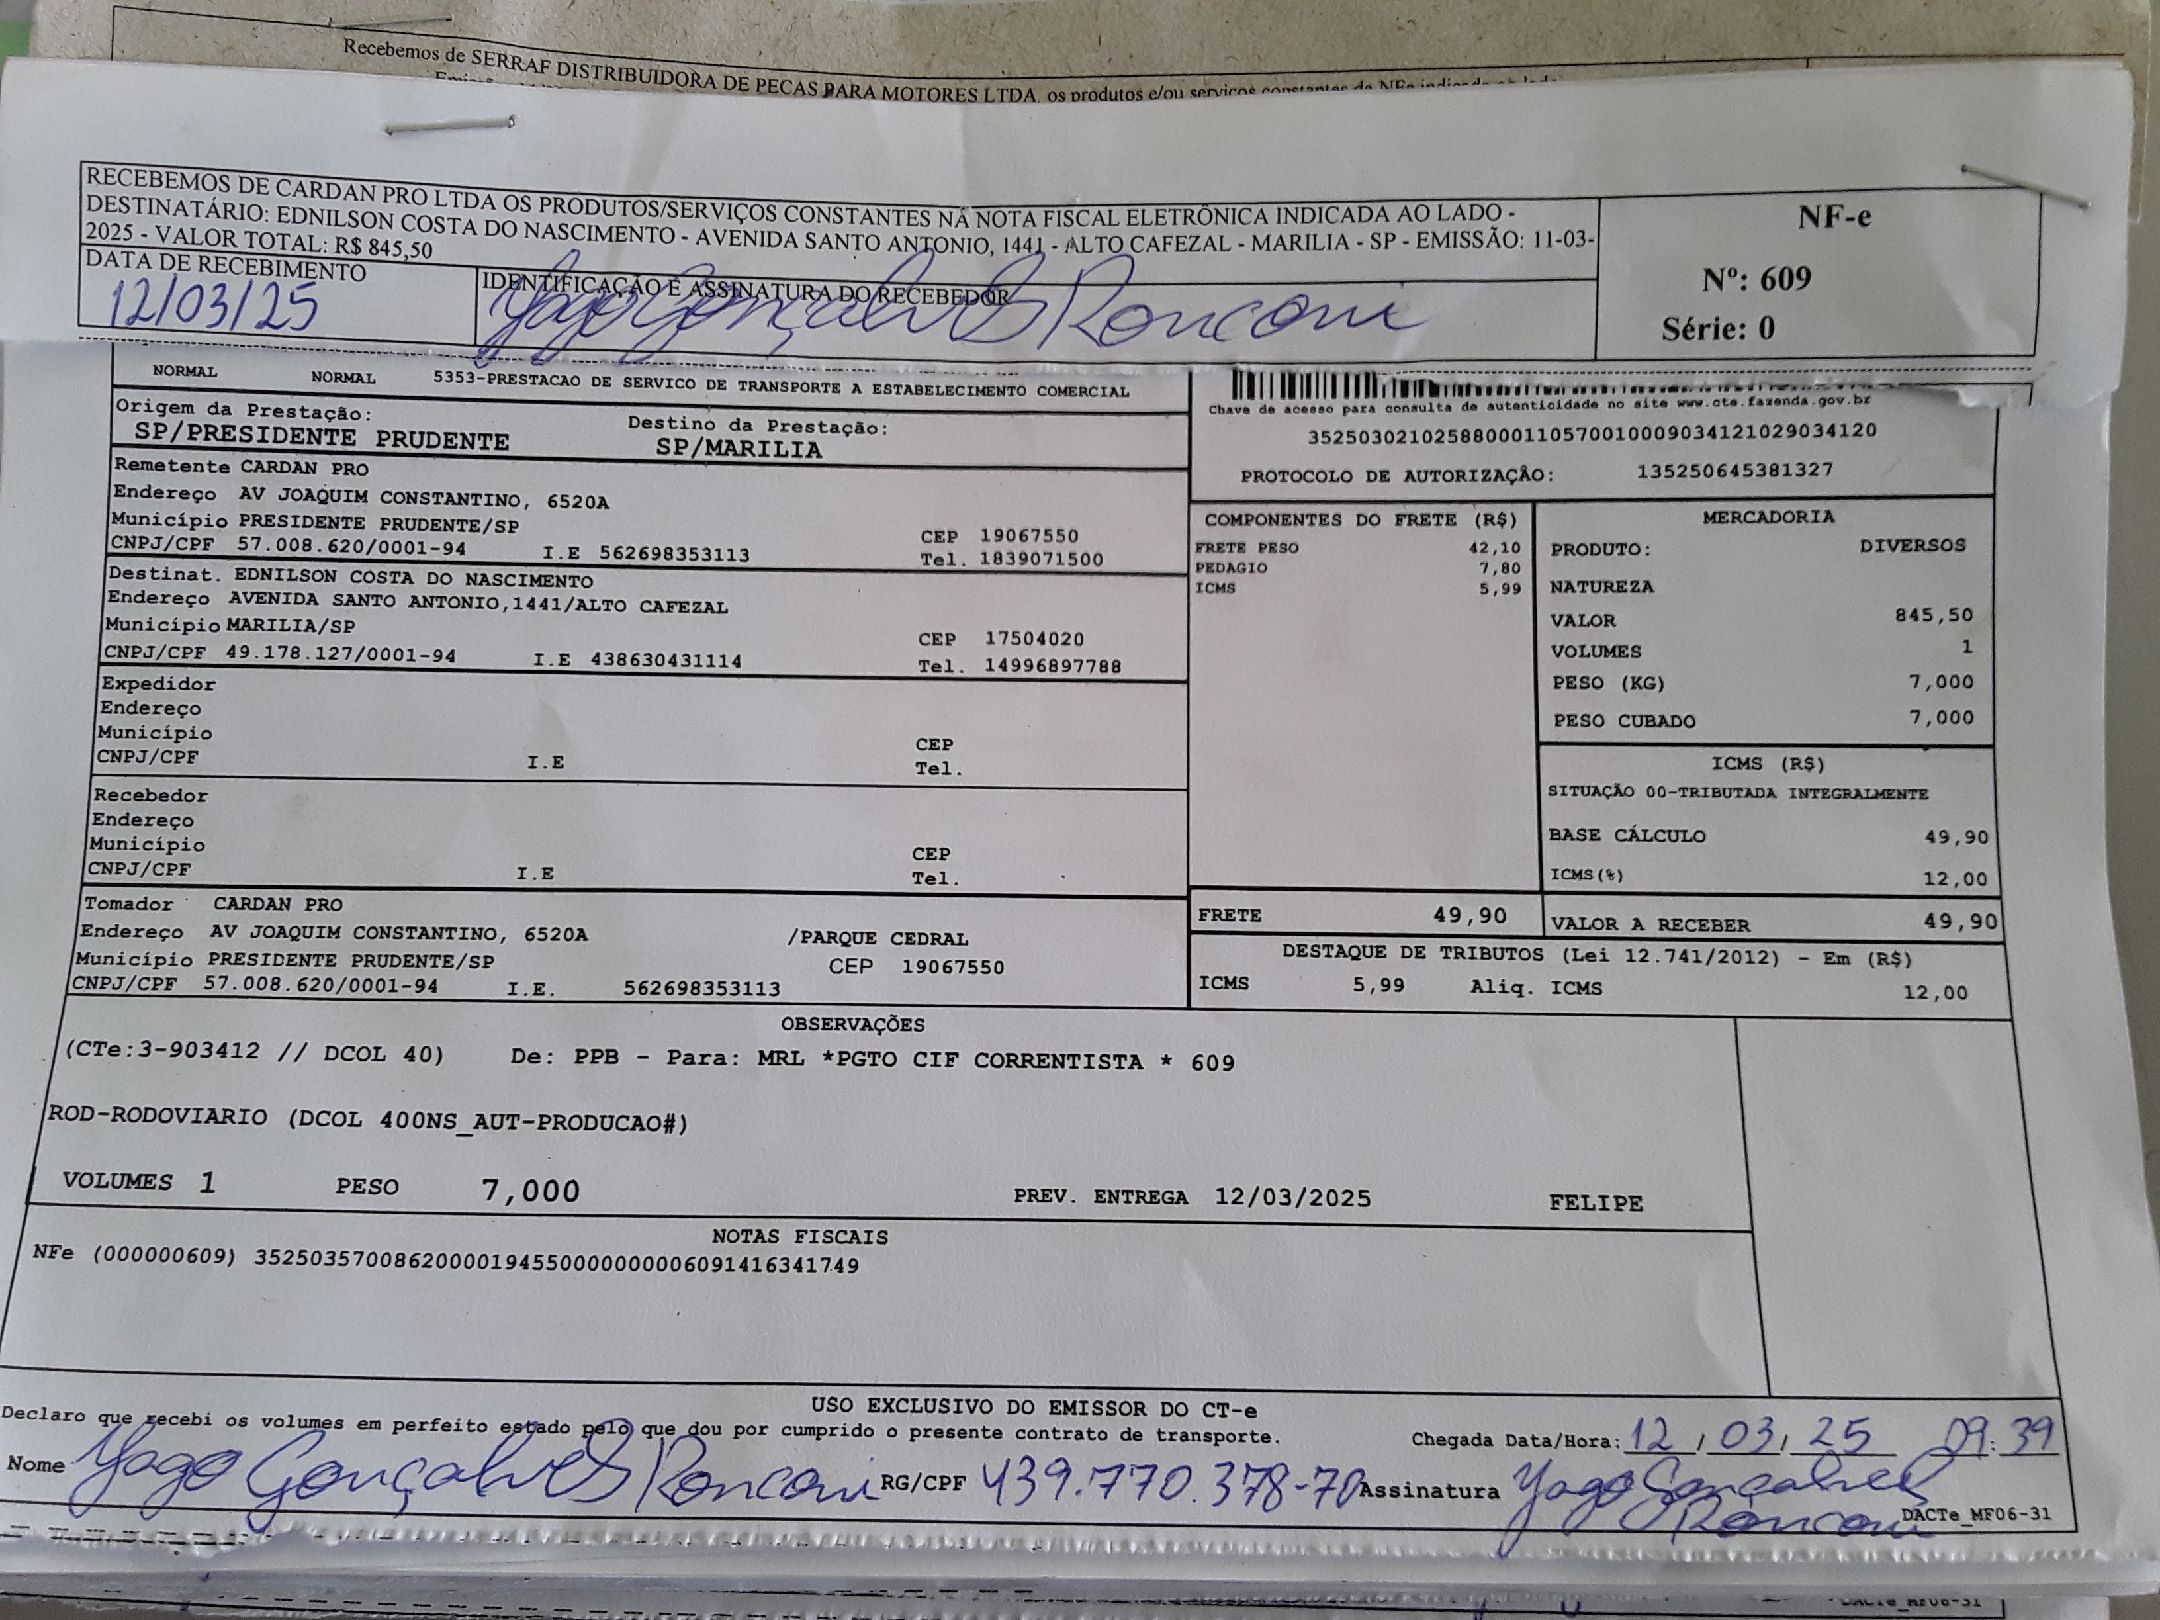 Recebemos de SERRAF DISTRIBUIDORA DE PECAS PARA MOTORES LTDA. os produtos e/ou serviços constantes da NFe indicada ao lado
RECEBEMOS DE CARDAN PRO LTDA OS PRODUTOS/SERVIÇOS CONSTANTES NA NOTA FISCAL ELETRÔNICA INDICADA AO LADO -
DESTINATÁRIO: EDNILSON COSTA DO NASCIMENTO - AVENIDA SANTO ANTONIO, 1441 - ALTO CAFEZAL - MARILIA - SP - EMISSÃO: 11-03-
2025 - VALOR TOTAL: R$ 845,50
NF-e
Nº: 609
Série: 0
DATA DE RECEBIMENTO
12/03/25
IDENTIFICAÇÃO E ASSINATURA DO RECEBEDOR
Yago Gonçalves Ronconi
NORMAL NORMAL 5353-PRESTACAO DE SERVICO DE TRANSPORTE A ESTABELECIMENTO COMERCIAL
Chave de acesso para consulta de autenticidade no site www.cte.fazenda.gov.br
35250302102588000110570010009034121029034120
PROTOCOLO DE AUTORIZAÇÃO: 135250645381327
Origem da Prestação: Destino da Prestação:
SP/PRESIDENTE PRUDENTE SP/MARILIA
Remetente CARDAN PRO
Endereço AV JOAQUIM CONSTANTINO, 6520A
Município PRESIDENTE PRUDENTE/SP CEP 19067550
CNPJ/CPF 57.008.620/0001-94 I.E 562698353113 Tel. 1839071500
Destinat. EDNILSON COSTA DO NASCIMENTO
Endereço AVENIDA SANTO ANTONIO,1441/ALTO CAFEZAL
Município MARILIA/SP CEP 17504020
CNPJ/CPF 49.178.127/0001-94 I.E 438630431114 Tel. 14996897788
Expedidor
Endereço
Município CEP
CNPJ/CPF I.E Tel.
Recebedor
Endereço
Município CEP
CNPJ/CPF I.E Tel.
Tomador CARDAN PRO
Endereço AV JOAQUIM CONSTANTINO, 6520A /PARQUE CEDRAL
Município PRESIDENTE PRUDENTE/SP CEP 19067550
CNPJ/CPF 57.008.620/0001-94 I.E. 562698353113
COMPONENTES DO FRETE (R$)
FRETE PESO 42,10
PEDAGIO 7,80
ICMS 5,99
MERCADORIA
PRODUTO: DIVERSOS
NATUREZA
VALOR 845,50
VOLUMES 1
PESO (KG) 7,000
PESO CUBADO 7,000
ICMS (R$)
SITUAÇÃO 00-TRIBUTADA INTEGRALMENTE
BASE CÁLCULO 49,90
ICMS(%) 12,00
FRETE 49,90
VALOR A RECEBER 49,90
DESTAQUE DE TRIBUTOS (Lei 12.741/2012) - Em (R$)
ICMS 5,99 Aliq. ICMS 12,00
OBSERVAÇÕES
(CTe:3-903412 // DCOL 40) De: PPB - Para: MRL *PGTO CIF CORRENTISTA * 609
ROD-RODOVIARIO (DCOL 400NS_AUT-PRODUCAO#)
VOLUMES 1 PESO 7,000 PREV. ENTREGA 12/03/2025 FELIPE
NOTAS FISCAIS
NFe (000000609) 35250357008620000194550000000006091416341749
USO EXCLUSIVO DO EMISSOR DO CT-e
Declaro que recebi os volumes em perfeito estado pelo que dou por cumprido o presente contrato de transporte.
Chegada Data/Hora: 12/03/25 09:39
Nome Yago Gonçalves Ronconi RG/CPF 439.770.378-70 Assinatura Yago Gonçalves
Ronconi
DACTe_MF06-31
DACTe_MF06-31